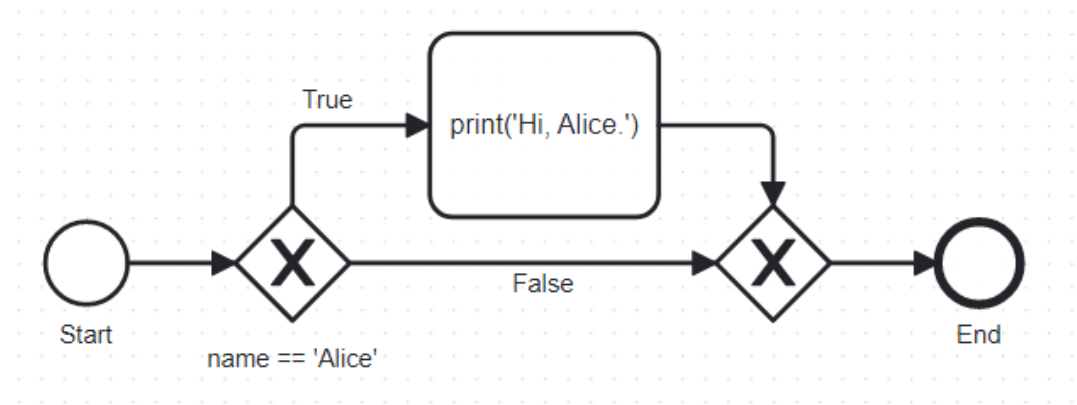 True
print('Hi, Alice.')
False
Start
name == 'Alice'
End